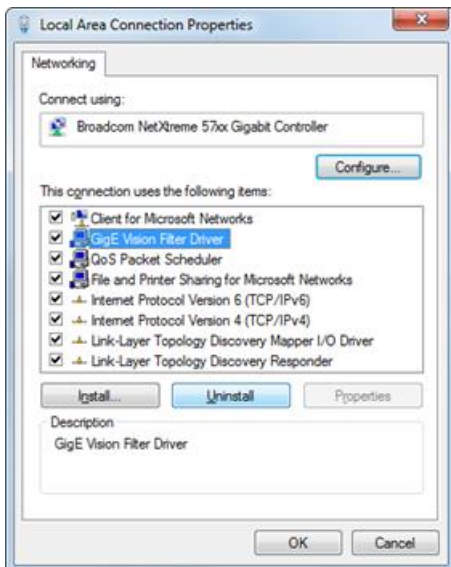 Local Area Connection Properties
Networking
Connect using:
Broadcom NetXtreme 57xx Gigabit Controller
Configure...
This connection uses the following items:
Client for Microsoft Networks
GigE Vision Filter Driver
QoS Packet Scheduler
File and Printer Sharing for Microsoft Networks
Internet Protocol Version 6 (TCP/IPv6)
Internet Protocol Version 4 (TCP/IPv4)
Link-Layer Topology Discovery Mapper I/O Driver
Link-Layer Topology Discovery Responder
Install... Uninstall Properties
Description
GigE Vision Filter Driver
OK Cancel